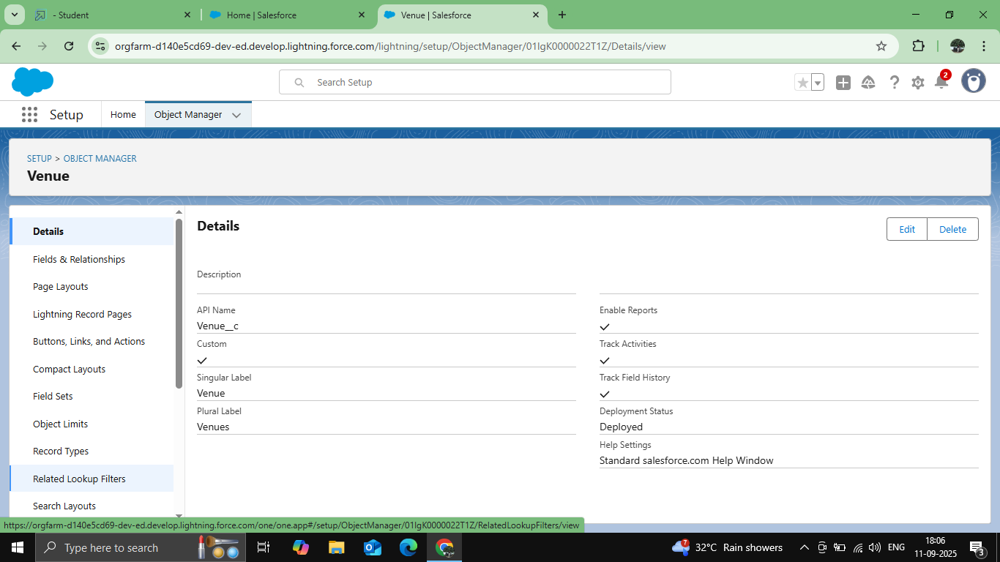 - Student
Home | Salesforce
Venue | Salesforce
orgfarm-d140e5cd69-dev-ed.develop.lightning.force.com/lightning/setup/ObjectManager/01IgK0000022T1Z/Details/view
Search Setup
2
Setup
Home
Object Manager
SETUP > OBJECT MANAGER
Venue
Details
Fields & Relationships
Page Layouts
Lightning Record Pages
Buttons, Links, and Actions
Compact Layouts
Field Sets
Object Limits
Record Types
Related Lookup Filters
Search Layouts
Details
Edit
Delete
Description
API Name
Venue__c
Custom
Singular Label
Venue
Plural Label
Venues
Enable Reports
Track Activities
Track Field History
Deployment Status
Deployed
Help Settings
Standard salesforce.com Help Window
https://orgfarm-d140e5cd69-dev-ed.develop.lightning.force.com/one/one.app#/setup/ObjectManager/01IgK0000022T1Z/RelatedLookupFilters/view
Type here to search
7
32°C Rain showers
ENG
18:06
11-09-2025
3